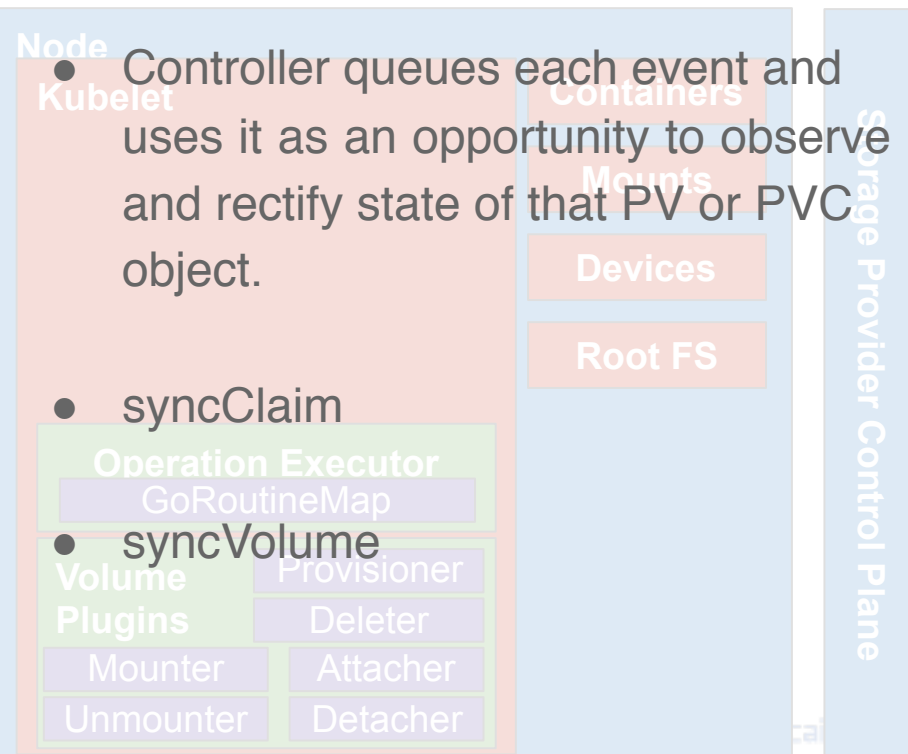 Node
● Controller queues each event and
Kubelet
Containers
uses it as an opportunity to observe
Mounts
and rectify state of that PV or PVC
object.
Devices
Root FS
● syncClaim
Operation Executor
GoRoutineMap
● syncVolume
Volume
Plugins
Provisioner
Deleter
Mounter
Attacher
Unmounter
Detacher
Storage Provider Control Plane